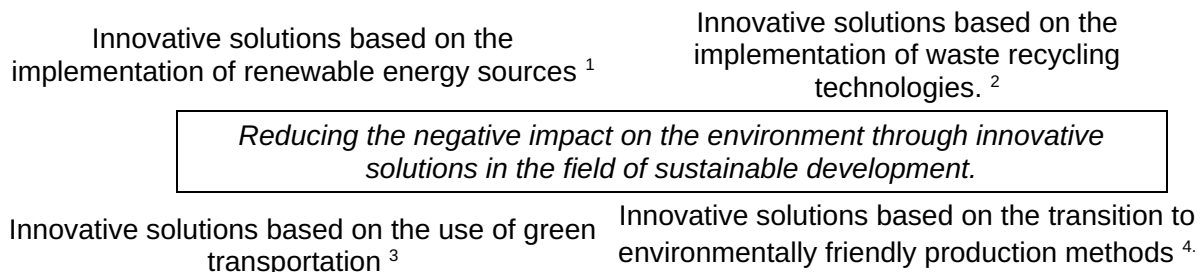 Innovative solutions based on the
implementation of renewable energy sources 1
Innovative solutions based on the
implementation of waste recycling
technologies. 2
Reducing the negative impact on the environment through innovative
solutions in the field of sustainable development.
Innovative solutions based on the use of green
transportation 3
Innovative solutions based on the transition to
environmentally friendly production methods 4.